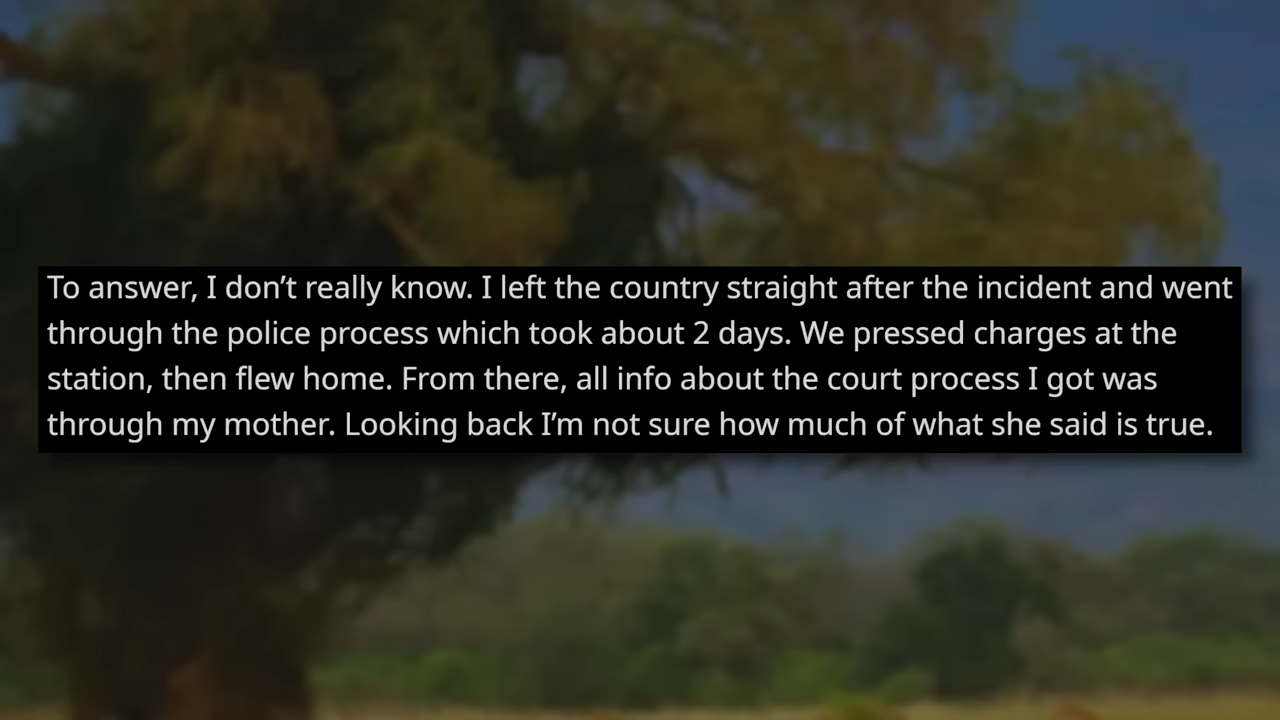 To answer, I don’t really know. I left the country straight after the incident and went
through the police process which took about 2 days. We pressed charges at the
station, then flew home. From there, all info about the court process I got was
through my mother. Looking back I’m not sure how much of what she said is true.